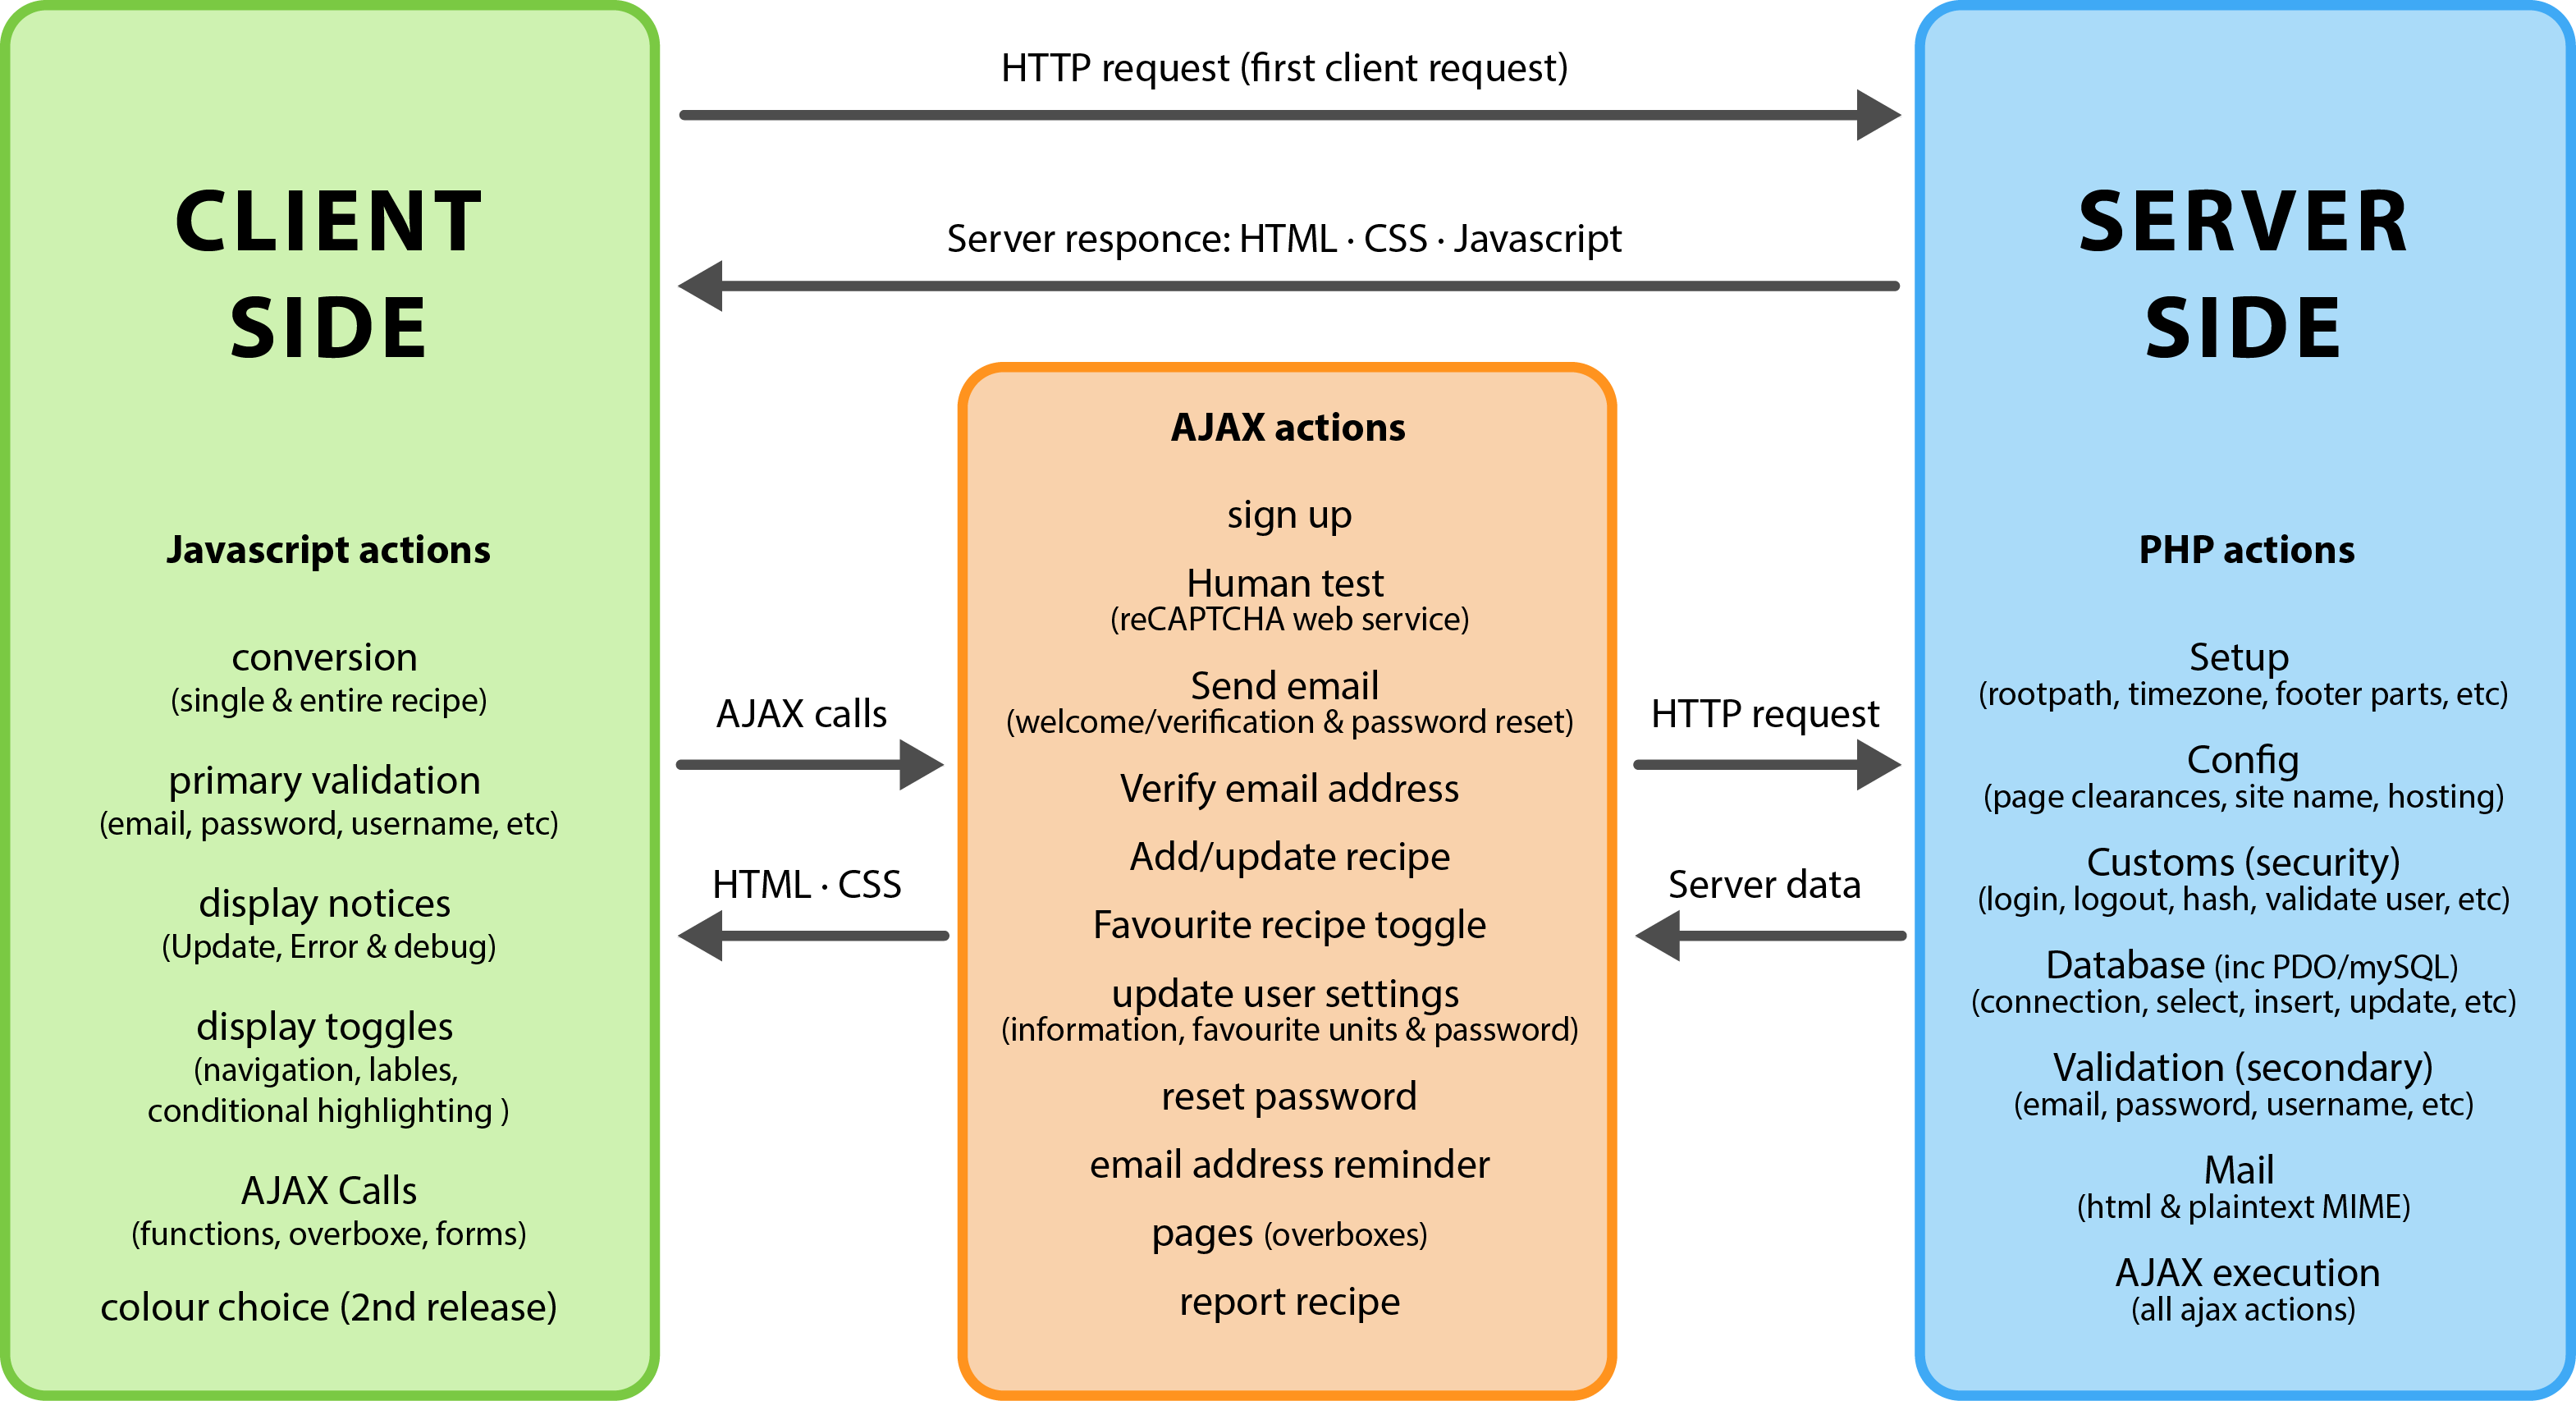 HTTP request (first client request)
Server responce: HTML · CSS · Javascript
CLIENT
SIDE
Javascript actions
conversion
(single & entire recipe)
primary validation
(email, password, username, etc)
display notices
(Update, Error & debug)
display toggles
(navigation, lables,
conditional highlighting )
AJAX Calls
(functions, overboxe, forms)
colour choice (2nd release)
AJAX calls
HTML · CSS
AJAX actions
sign up
Human test
(reCAPTCHA web service)
Send email
(welcome/verification & password reset)
Verify email address
Add/update recipe
Favourite recipe toggle
update user settings
(information, favourite units & password)
reset password
email address reminder
pages (overboxes)
report recipe
HTTP request
Server data
SERVER
SIDE
PHP actions
Setup
(rootpath, timezone, footer parts, etc)
Config
(page clearances, site name, hosting)
Customs (security)
(login, logout, hash, validate user, etc)
Database (inc PDO/mySQL)
(connection, select, insert, update, etc)
Validation (secondary)
(email, password, username, etc)
Mail
(html & plaintext MIME)
AJAX execution
(all ajax actions)